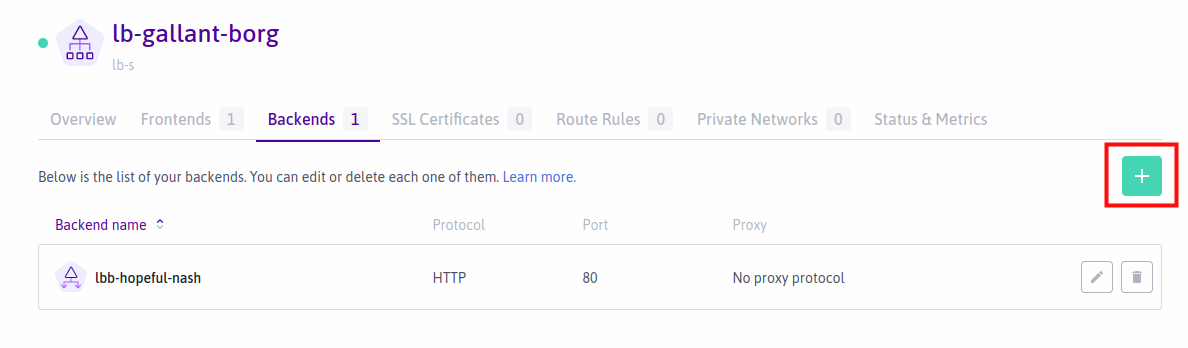 lb-gallant-borg
lb-s
Overview Frontends 1 Backends 1 SSL Certificates 0 Route Rules 0 Private Networks 0 Status & Metrics
Below is the list of your backends. You can edit or delete each one of them. Learn more.
Backend name Protocol Port Proxy
lbb-hopeful-nash HTTP 80 No proxy protocol